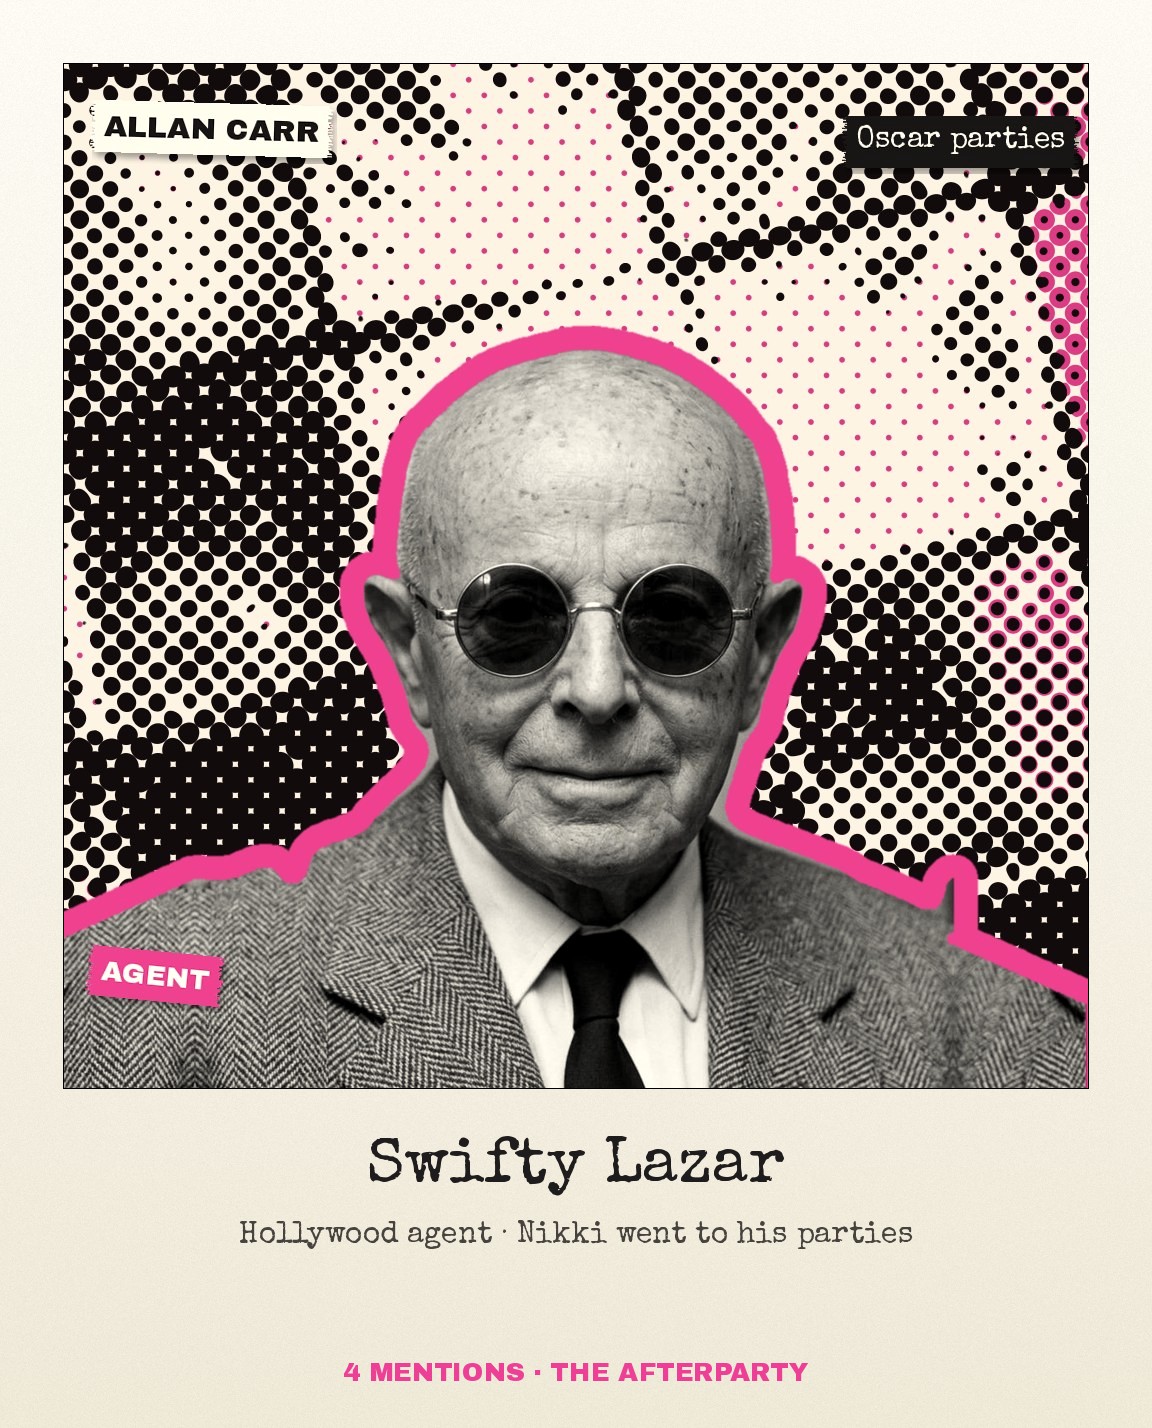 ALLAN CARR
Oscar parties
AGENT
Swifty Lazar
Hollywood agent · Nikki went to his parties
4 MENTIONS · THE AFTERPARTY